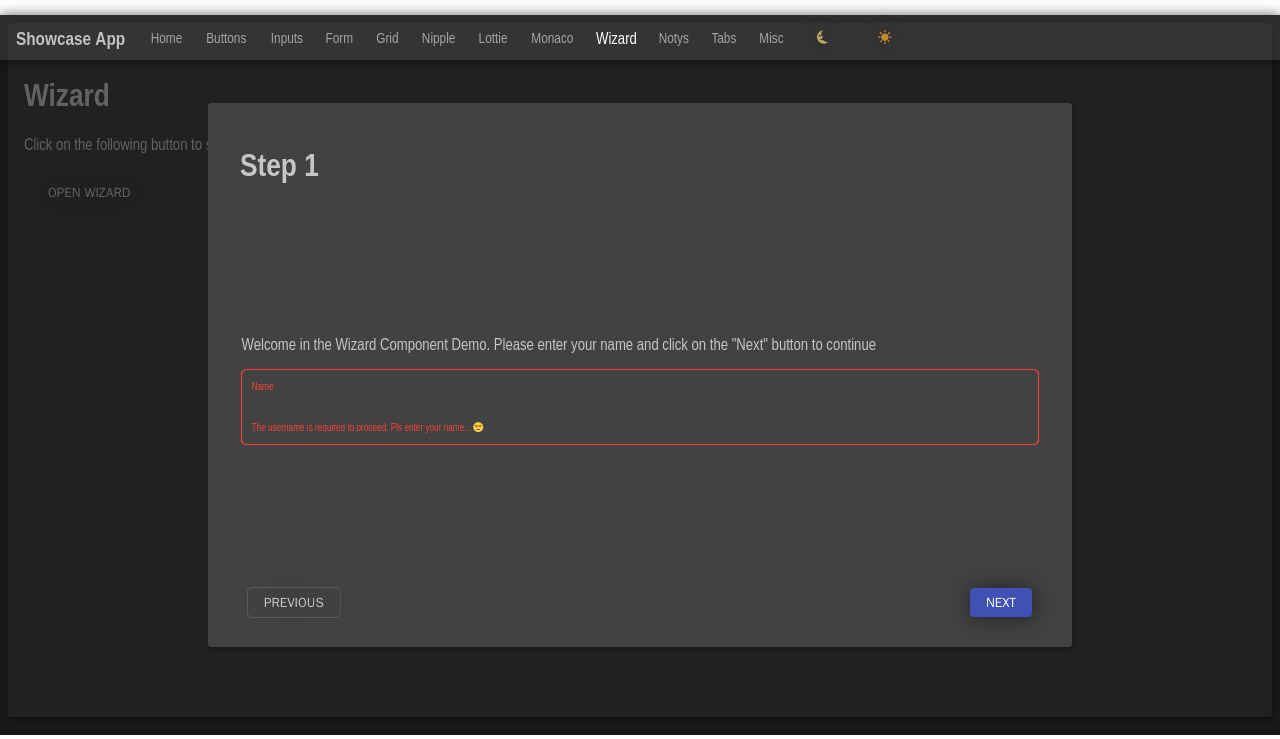 Showcase App Home Buttons Inputs Form Grid Nipple Lottie Monaco Wizard Notys Tabs Misc
Wizard
Click on the following button to
OPEN WIZARD
Step 1
Welcome in the Wizard Component Demo. Please enter your name and click on the "Next" button to continue
Name
The username is required to proceed. Pls enter your name...
PREVIOUS NEXT